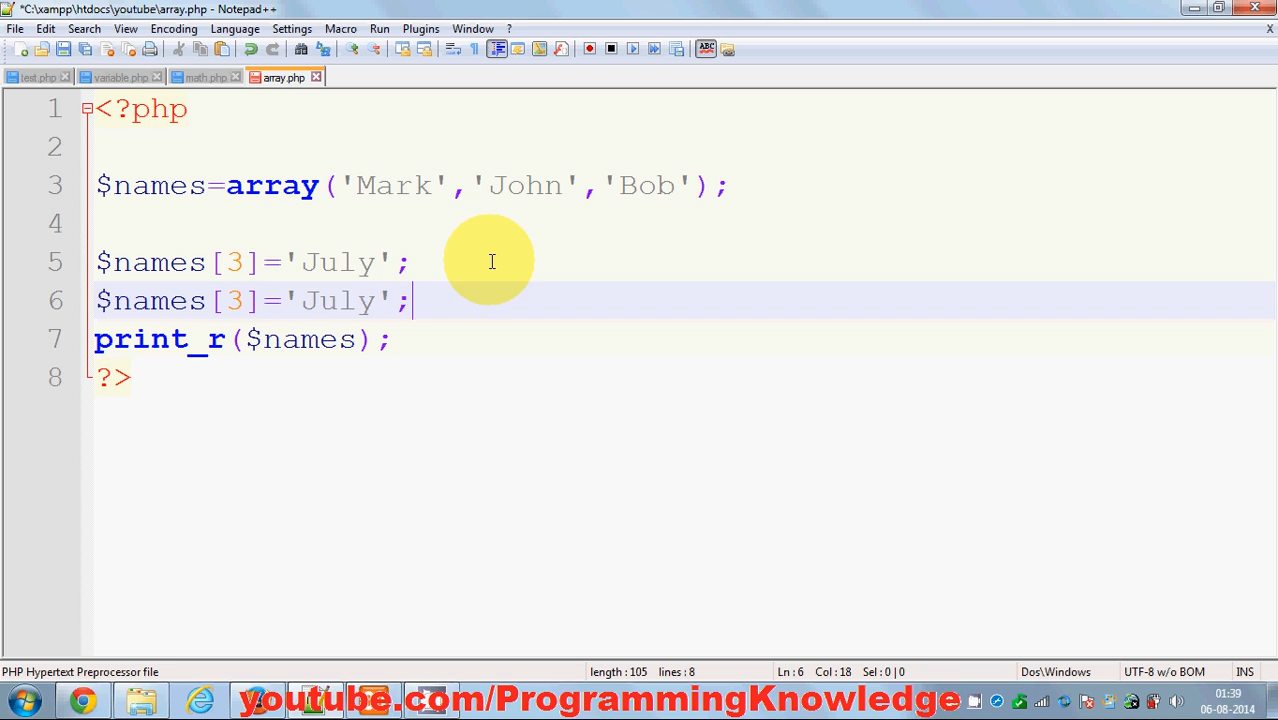 *C:\xampp\htdocs\youtube\array.php - Notepad++
File Edit Search View Encoding Language Settings Macro Run Plugins Window ? X
test.php variable.php math.php array.php
1 <?php
2
3 $names=array('Mark','John','Bob');
4
5 $names[3]='July';
6 $names[3]='July';
7 print_r($names);
8 ?>
PHP Hypertext Preprocessor file length : 105 lines : 8 Ln : 6 Col : 18 Sel : 0 | 0 Dos\Windows UTF-8 w/o BOM INS
youtube.com/ProgrammingKnowledge
01:39
06-08-2014